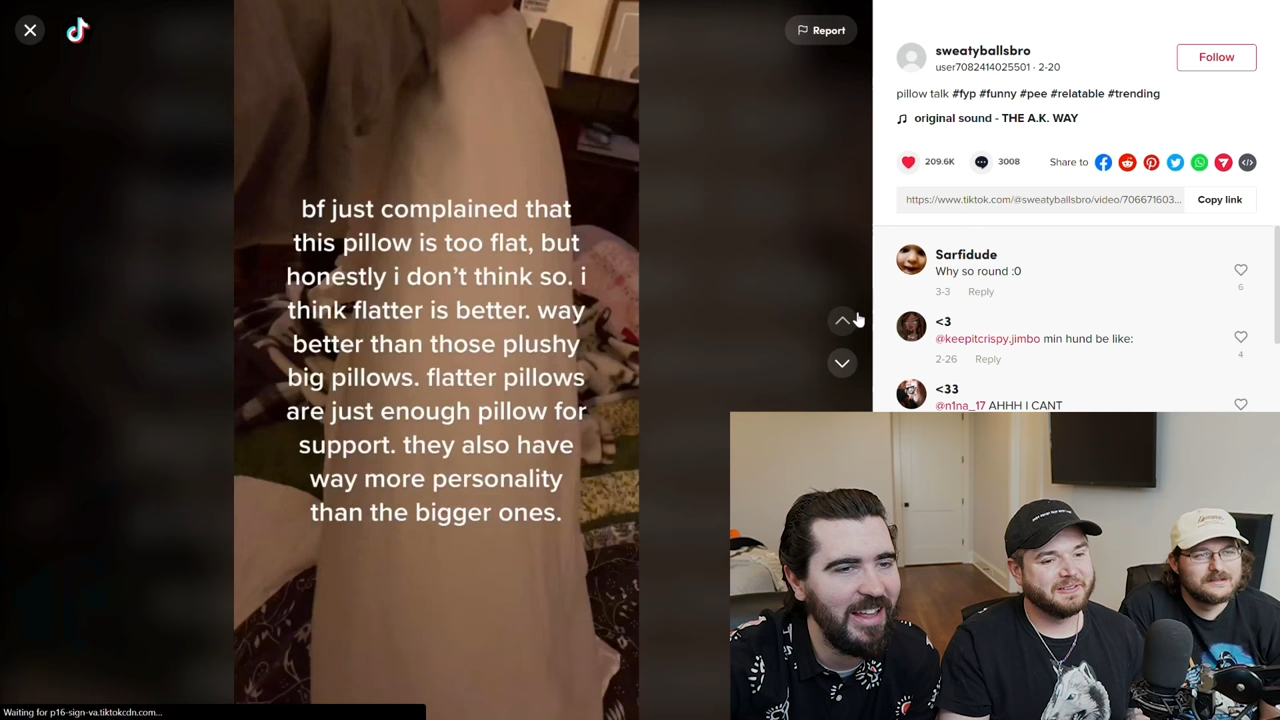 Report
bf just complained that
this pillow is too flat, but
honestly i don't think so. i
think flatter is better. way
better than those plushy
big pillows. flatter pillows
are just enough pillow for
support. they also have
way more personality
than the bigger ones.
sweatyballsbro
user7082414025501 · 2-20
Follow
pillow talk #fyp #funny #pee #relatable #trending
original sound - THE A.K. WAY
209.6K
3008
Share to
https://www.tiktok.com/@sweatyballsbro/video/706671603...
Copy link
Sarfidude
Why so round :0
3-3 Reply
6
<3
@keepitcrispy.jimbo min hund be like:
2-26 Reply
4
<33
@n1na_17 AHHH I CANT
Waiting for p16-sign-va.tiktokcdn.com...